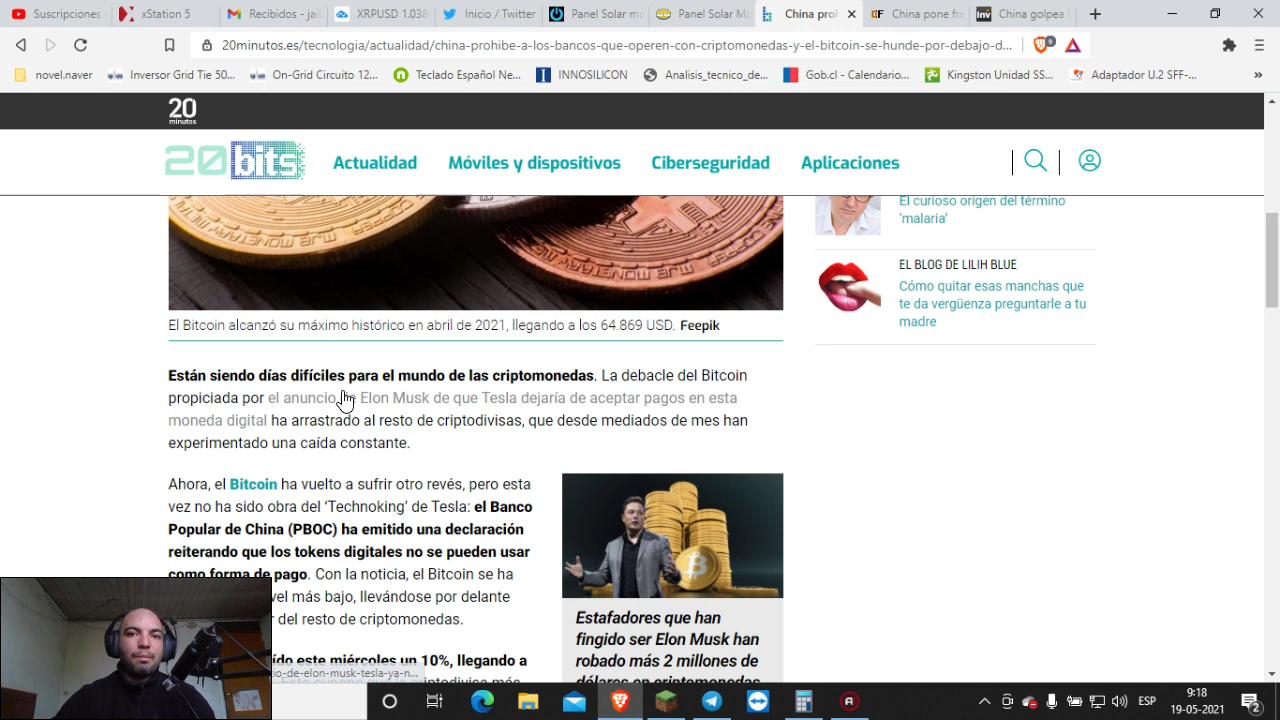 Suscripciones
xStation 5
Recibidos - jai
XRPUSD 1.038
Inicio / Twitter
Panel Solar mo
Panel Solar Mo
China proh
China pone fre
China golpea l
20minutos.es/tecnologia/actualidad/china-prohibe-a-los-bancos-que-operen-con-criptomonedas-y-el-bitcoin-se-hunde-por-debajo-d...
novel.naver
Inversor Grid Tie 50...
On-Grid Circuito 12...
Teclado Español Ne...
INNOSILICON
Analisis_tecnico_de...
Gob.cl - Calendario...
Kingston Unidad SS...
Adaptador U.2 SFF-...
»
20
minutos
20bits
Actualidad
Móviles y dispositivos
Ciberseguridad
Aplicaciones
El Bitcoin alcanzó su máximo histórico en abril de 2021, llegando a los 64.869 USD. Feepik
Están siendo días difíciles para el mundo de las criptomonedas. La debacle del Bitcoin
propiciada por el anuncio Elon Musk de que Tesla dejaría de aceptar pagos en esta
moneda digital ha arrastrado al resto de criptodivisas, que desde mediados de mes han
experimentado una caída constante.
Ahora, el Bitcoin ha vuelto a sufrir otro revés, pero esta
vez no ha sido obra del ‘Technoking’ de Tesla: el Banco
Popular de China (PBOC) ha emitido una declaración
reiterando que los tokens digitales no se pueden usar
como forma de pago. Con la noticia, el Bitcoin se ha
vel más bajo, llevándose por delante
r del resto de criptomonedas.
ído este miércoles un 10%, llegando a
Estafadores que han
fingido ser Elon Musk han
robado más 2 millones de
dólares en criptomonedas
El curioso origen del término
‘malaria’
EL BLOG DE LILIH BLUE
Cómo quitar esas manchas que
te da vergüenza preguntarle a tu
madre
io-de-elon-musk-tesla-ya-n...
ESP
9:18
19-05-2021
2